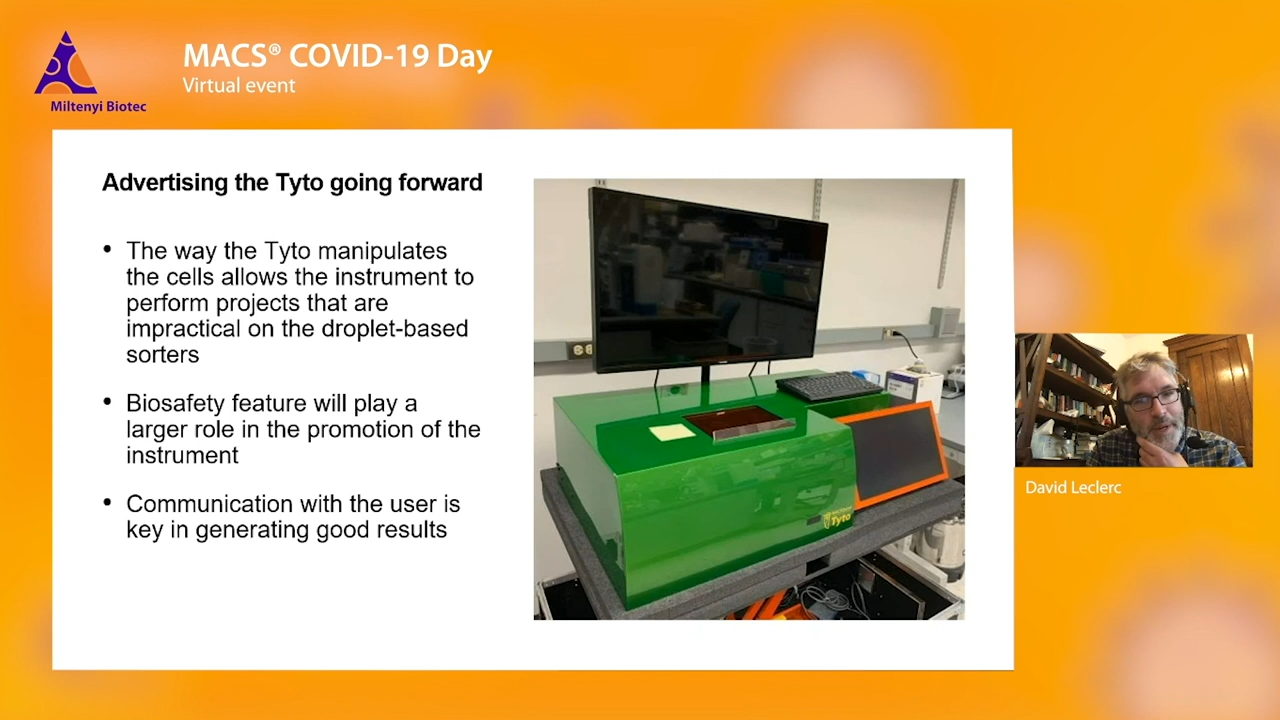 MACS® COVID-19 Day
Virtual event
Miltenyi Biotec
Advertising the Tyto going forward
• The way the Tyto manipulates
the cells allows the instrument to
perform projects that are
impractical on the droplet-based
sorters
• Biosafety feature will play a
larger role in the promotion of the
instrument
• Communication with the user is
key in generating good results
Tyto
David Leclerc